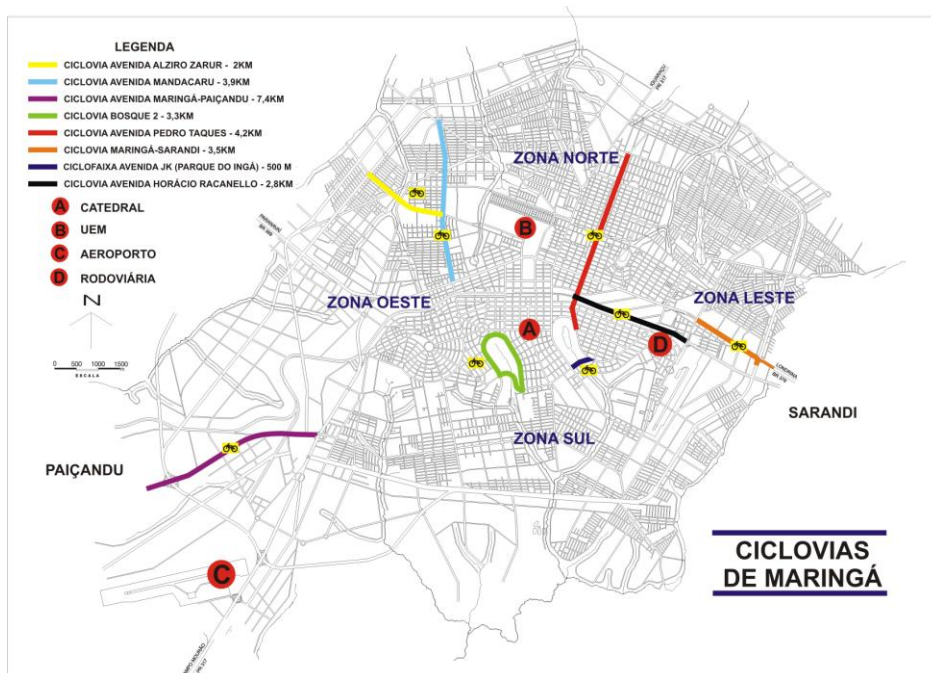 LEGENDA
CICLOVIA AVENIDA ALZIRO ZARUR - 2KM
CICLOVIA AVENIDA MANDACARU - 3,9KM
CICLOVIA AVENIDA MARINGÁ-PAIÇANDU - 7,4KM
CICLOVIA BOSQUE 2 - 3,3KM
CICLOVIA AVENIDA PEDRO TAQUES - 4,2KM
CICLOVIA MARINGÁ-SARANDI - 3,5KM
CICLOFAIXA AVENIDA JK (PARQUE DO INGÁ) - 500 M
CICLOVIA AVENIDA HORÁCIO RACANELLO - 2,8KM
A CATEDRAL
B UEM
C AEROPORTO
D RODOVIÁRIA
N
0 500 1000 1500
ESCALA
ZONA NORTE
B
ZONA OESTE
ZONA LESTE
A
D
LONDRINA
SARANDI
ZONA SUL
PAIÇANDU
C
CICLOVIAS
DE MARINGÁ